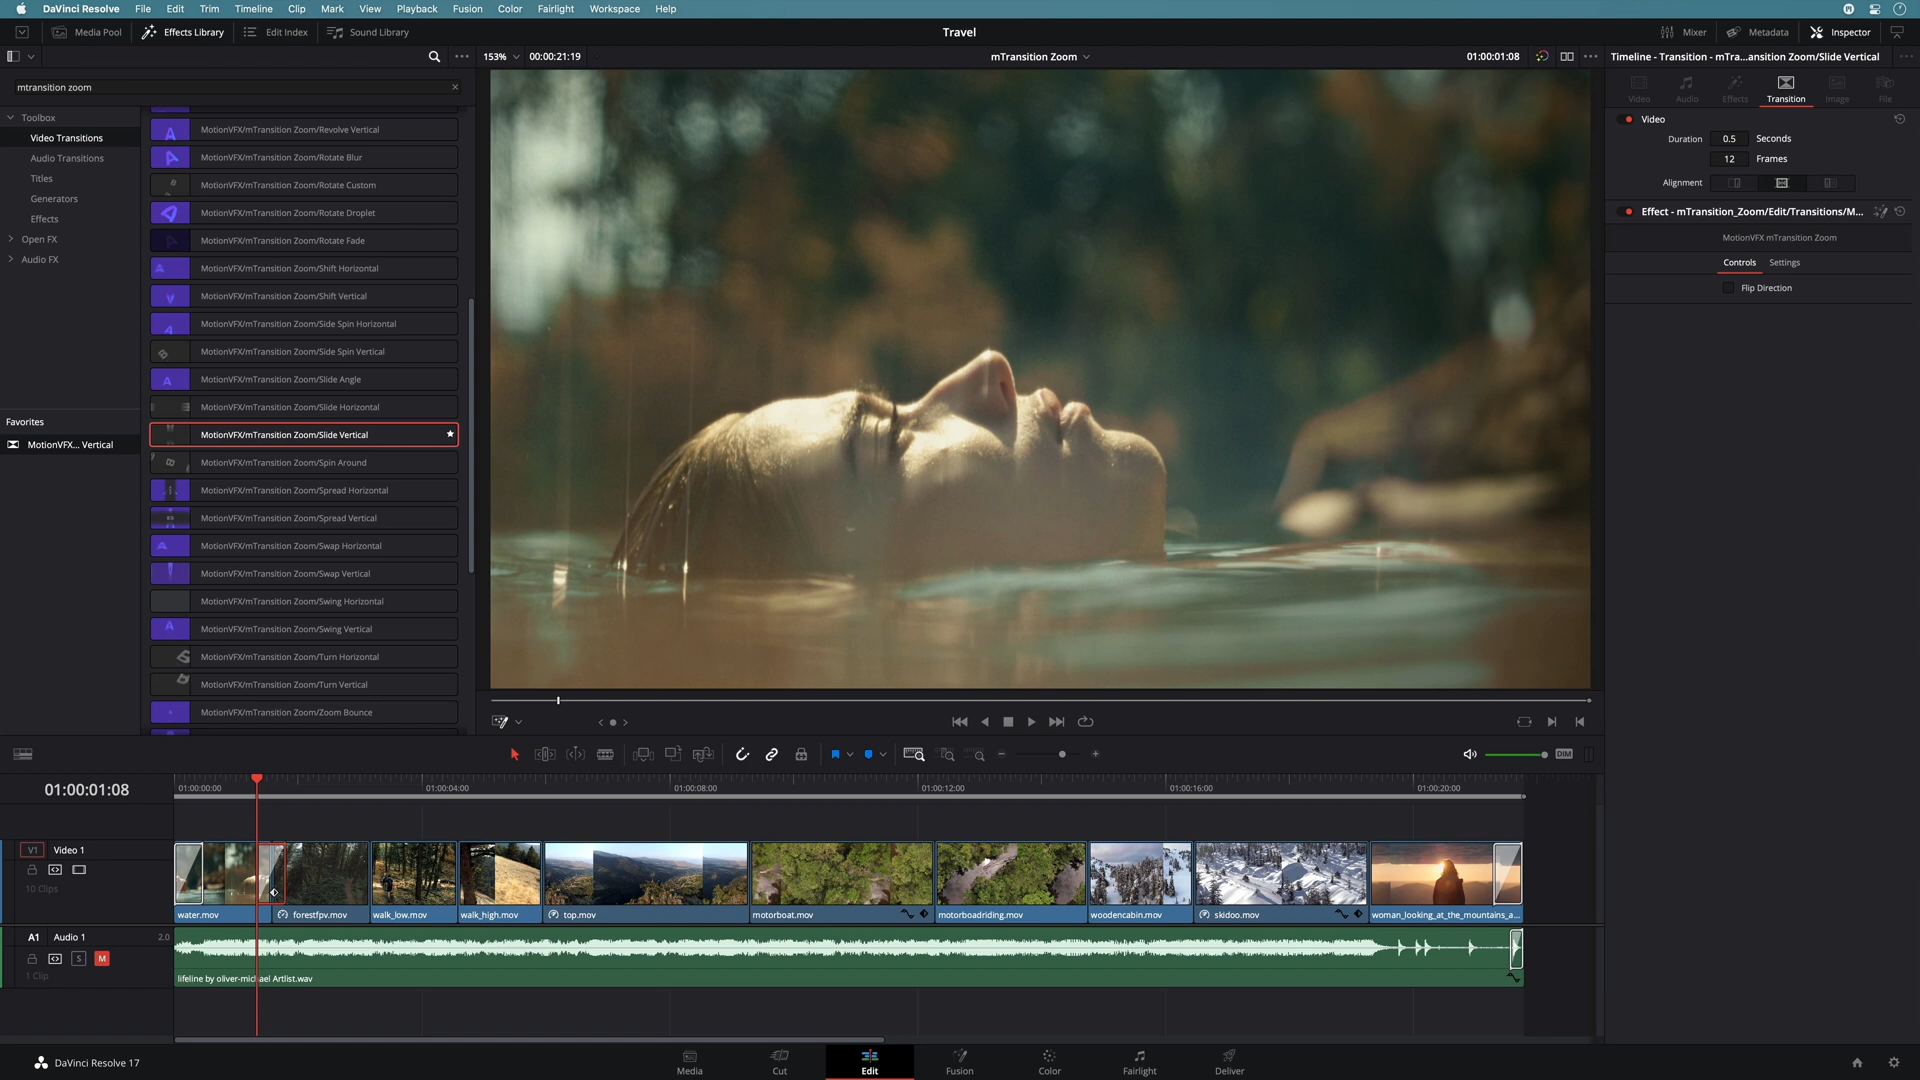 DaVinci Resolve File Edit Trim Timeline Clip Mark View Playback Fusion Color Fairlight Workspace Help
Media Pool Effects Library Edit Index Sound Library Travel Mixer Metadata Inspector
153% 00:00:21:19 mTransition Zoom 01:00:01:08 Timeline - Transition - mTra...ansition Zoom/Slide Vertical
mtransition zoom
Video Audio Effects Transition Image File
Toolbox
Video Transitions
Audio Transitions
Titles
Generators
Effects
Open FX
Audio FX
Favorites
MotionVFX... Vertical
MotionVFX/mTransition Zoom/Revolve Vertical
MotionVFX/mTransition Zoom/Rotate Blur
MotionVFX/mTransition Zoom/Rotate Custom
MotionVFX/mTransition Zoom/Rotate Droplet
MotionVFX/mTransition Zoom/Rotate Fade
MotionVFX/mTransition Zoom/Shift Horizontal
MotionVFX/mTransition Zoom/Shift Vertical
MotionVFX/mTransition Zoom/Side Spin Horizontal
MotionVFX/mTransition Zoom/Side Spin Vertical
MotionVFX/mTransition Zoom/Slide Angle
MotionVFX/mTransition Zoom/Slide Horizontal
MotionVFX/mTransition Zoom/Slide Vertical
MotionVFX/mTransition Zoom/Spin Around
MotionVFX/mTransition Zoom/Spread Horizontal
MotionVFX/mTransition Zoom/Spread Vertical
MotionVFX/mTransition Zoom/Swap Horizontal
MotionVFX/mTransition Zoom/Swap Vertical
MotionVFX/mTransition Zoom/Swing Horizontal
MotionVFX/mTransition Zoom/Swing Vertical
MotionVFX/mTransition Zoom/Turn Horizontal
MotionVFX/mTransition Zoom/Turn Vertical
MotionVFX/mTransition Zoom/Zoom Bounce
Video
Duration 0.5 Seconds
12 Frames
Alignment
Effect - mTransition_Zoom/Edit/Transitions/M...
MotionVFX mTransition Zoom
Controls Settings
Flip Direction
DIM
01:00:01:08
01:00:00:00 01:00:04:00 01:00:08:00 01:00:12:00 01:00:16:00 01:00:20:00
V1 Video 1
10 Clips
water.mov forestfpv.mov walk_low.mov walk_high.mov top.mov motorboat.mov motorboadriding.mov woodencabin.mov skidoo.mov woman_looking_at_the_mountains_a...
A1 Audio 1 2.0
S M
1 Clip
lifeline by oliver-michael Artlist.wav
DaVinci Resolve 17
Media Cut Edit Fusion Color Fairlight Deliver